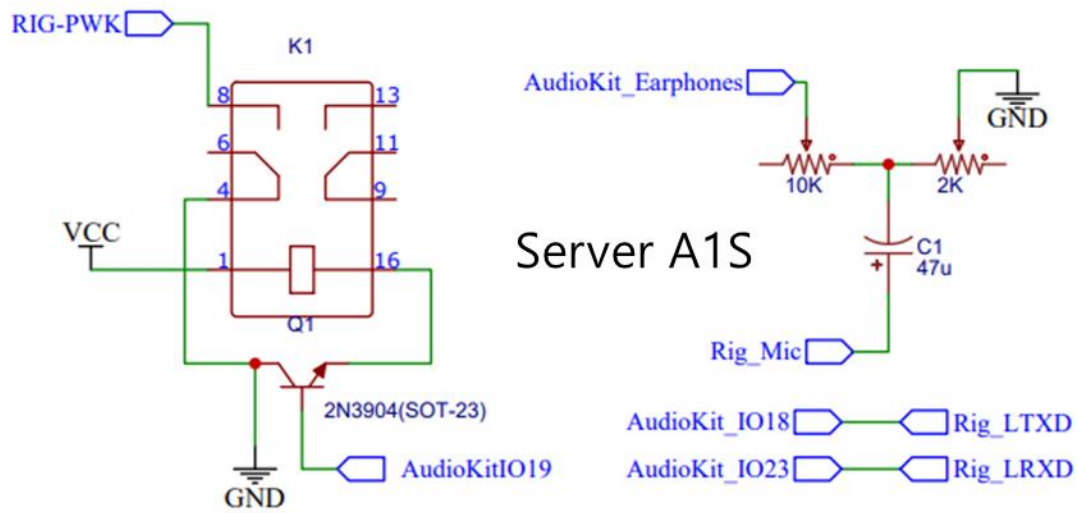 RIG-PWK
K1
8
13
6
11
4
9
VCC
1
16
Q1
2N3904(SOT-23)
AudioKitIO19
GND
AudioKit_Earphones
GND
10K
2K
Server A1S
C1
+
47u
Rig_Mic
AudioKit_IO18
Rig_LTXD
AudioKit_IO23
Rig_LRXD